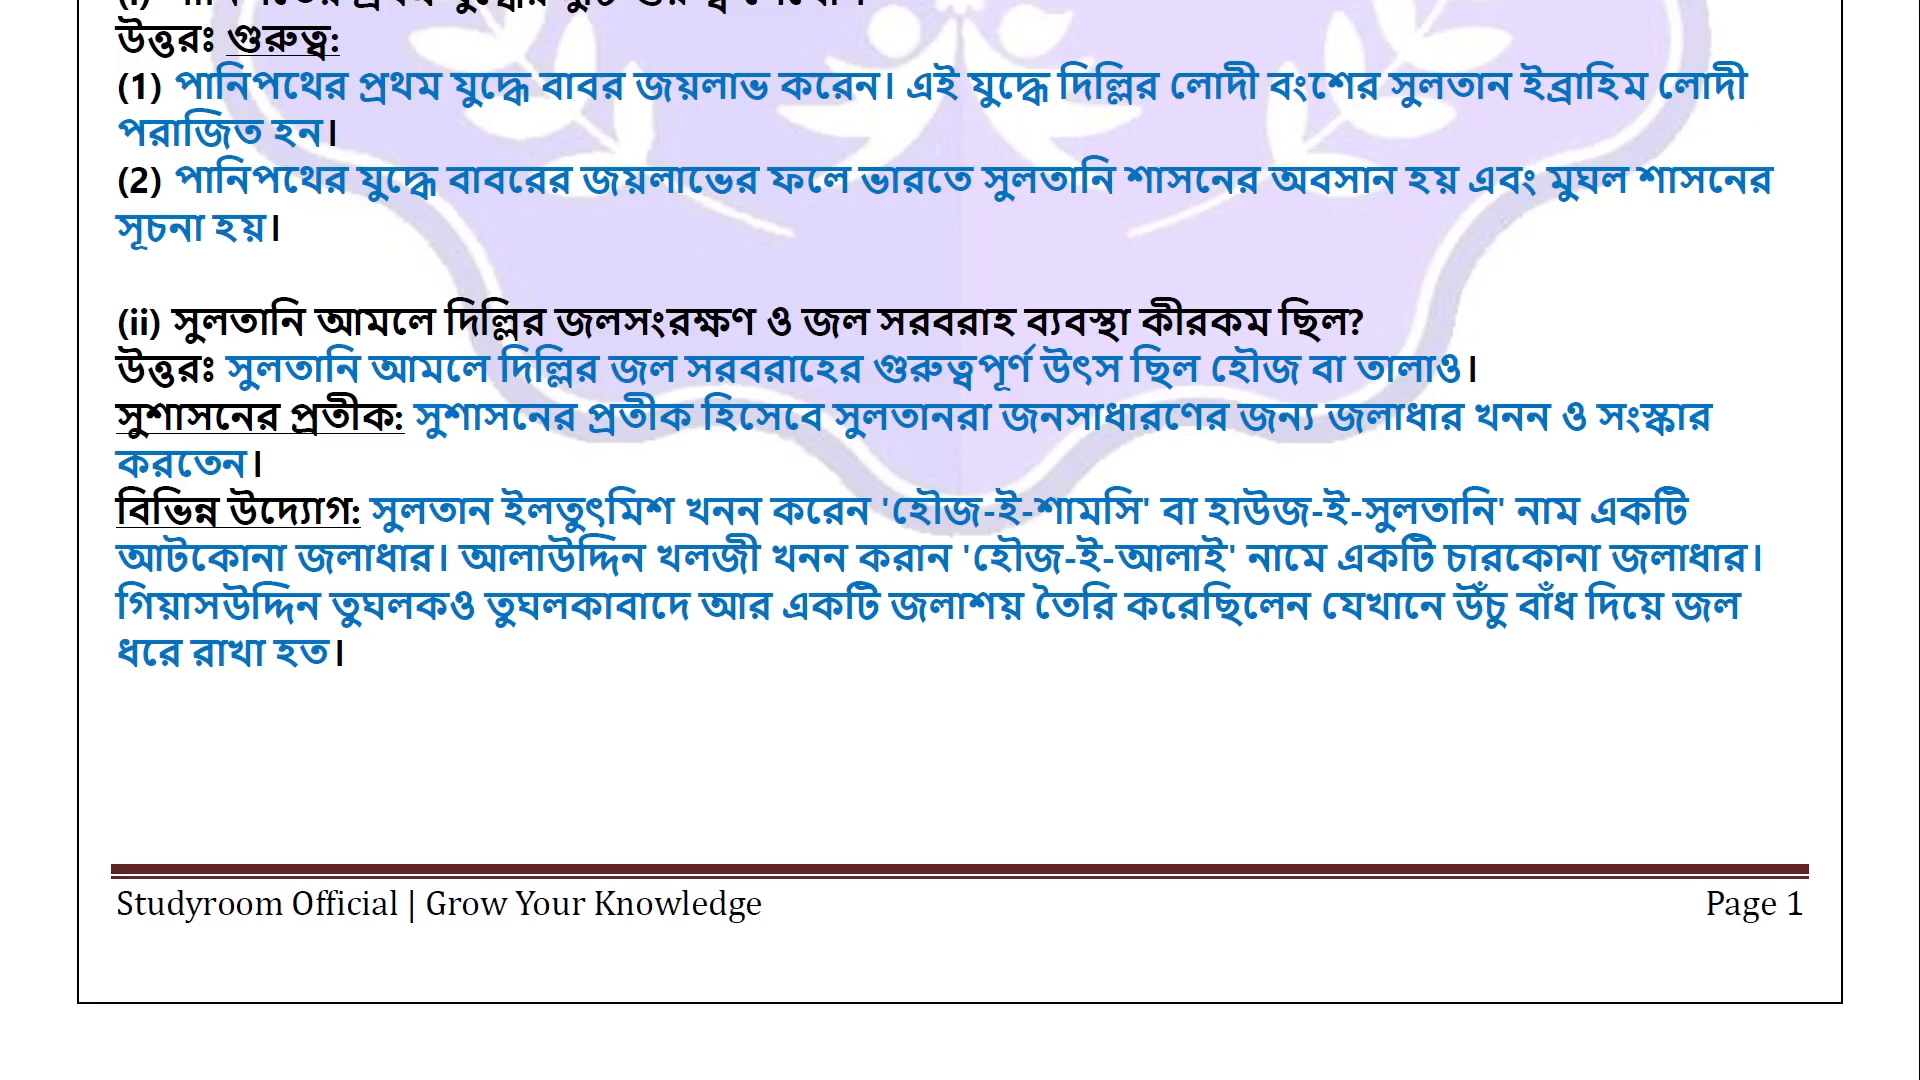 উত্তরঃ গুরুত্ব:
(1) পানিপথের প্রথম যুদ্ধে বাবর জয়লাভ করেন। এই যুদ্ধে দিল্লির লোদী বংশের সুলতান ইব্রাহিম লোদী
পরাজিত হন।
(2) পানিপথের যুদ্ধে বাবরের জয়লাভের ফলে ভারতে সুলতানি শাসনের অবসান হয় এবং মুঘল শাসনের
সূচনা হয়।
(ii) সুলতানি আমলে দিল্লির জলসংরক্ষণ ও জল সরবরাহ ব্যবস্থা কীরকম ছিল?
উত্তরঃ সুলতানি আমলে দিল্লির জল সরবরাহের গুরুত্বপূর্ণ উৎস ছিল হৌজ বা তালাও।
সুশাসনের প্রতীক: সুশাসনের প্রতীক হিসেবে সুলতানরা জনসাধারণের জন্য জলাধার খনন ও সংস্কার
করতেন।
বিভিন্ন উদ্যোগ: সুলতান ইলতুৎমিশ খনন করেন 'হৌজ-ই-শামসি' বা হাউজ-ই-সুলতানি' নাম একটি
আটকোনা জলাধার। আলাউদ্দিন খলজী খনন করান 'হৌজ-ই-আলাই' নামে একটি চারকোনা জলাধার।
গিয়াসউদ্দিন তুঘলকও তুঘলকাবাদে আর একটি জলাশয় তৈরি করেছিলেন যেখানে উঁচু বাঁধ দিয়ে জল
ধরে রাখা হত।
Studyroom Official | Grow Your Knowledge
Page 1